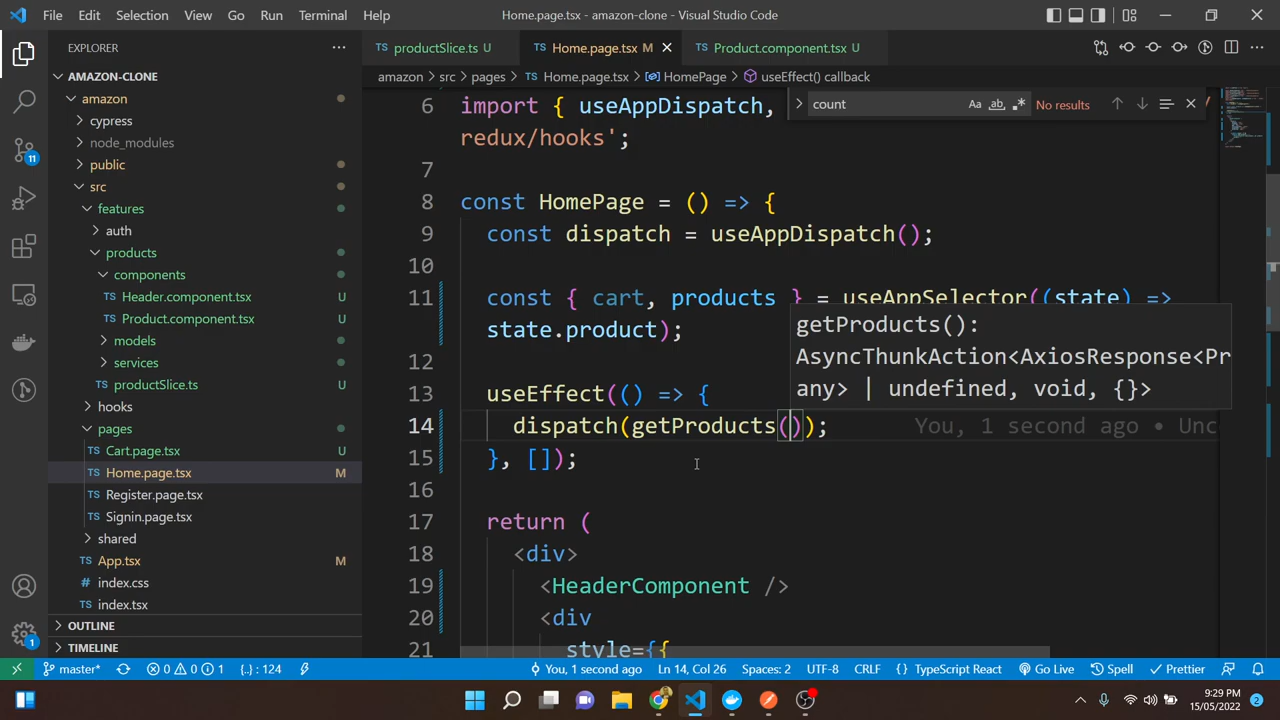 File Edit Selection View Go Run Terminal Help Home.page.tsx - amazon-clone - Visual Studio Code
EXPLORER
AMAZON-CLONE
amazon
cypress
node_modules
public
src
features
auth
products
components
Header.component.tsx U
Product.component.tsx U
models
services
productSlice.ts U
hooks
pages
Cart.page.tsx U
Home.page.tsx M
Register.page.tsx
Signin.page.tsx
shared
App.tsx M
index.css
index.tsx
OUTLINE
TIMELINE
11
1
productSlice.ts U Home.page.tsx M Product.component.tsx U
amazon > src > pages > Home.page.tsx > HomePage > useEffect() callback
count Aa ab No results
6 import { useAppDispatch,
redux/hooks';
7
8 const HomePage = () => {
9 const dispatch = useAppDispatch();
10
11 const { cart, products } = useAppSelector((state) =>
state.product);
12
getProducts():
AsyncThunkAction<AxiosResponse<Pr
any> | undefined, void, {}>
13 useEffect(() => {
14 dispatch(getProducts()); You, 1 second ago • Unc
15 }, []);
16
17 return (
18 <div>
19 <HeaderComponent />
20 <div
21 style={{
master* 0 0 1 {..} : 124 You, 1 second ago Ln 14, Col 26 Spaces: 2 UTF-8 CRLF {} TypeScript React Go Live Spell Prettier
9:29 PM
15/05/2022
2